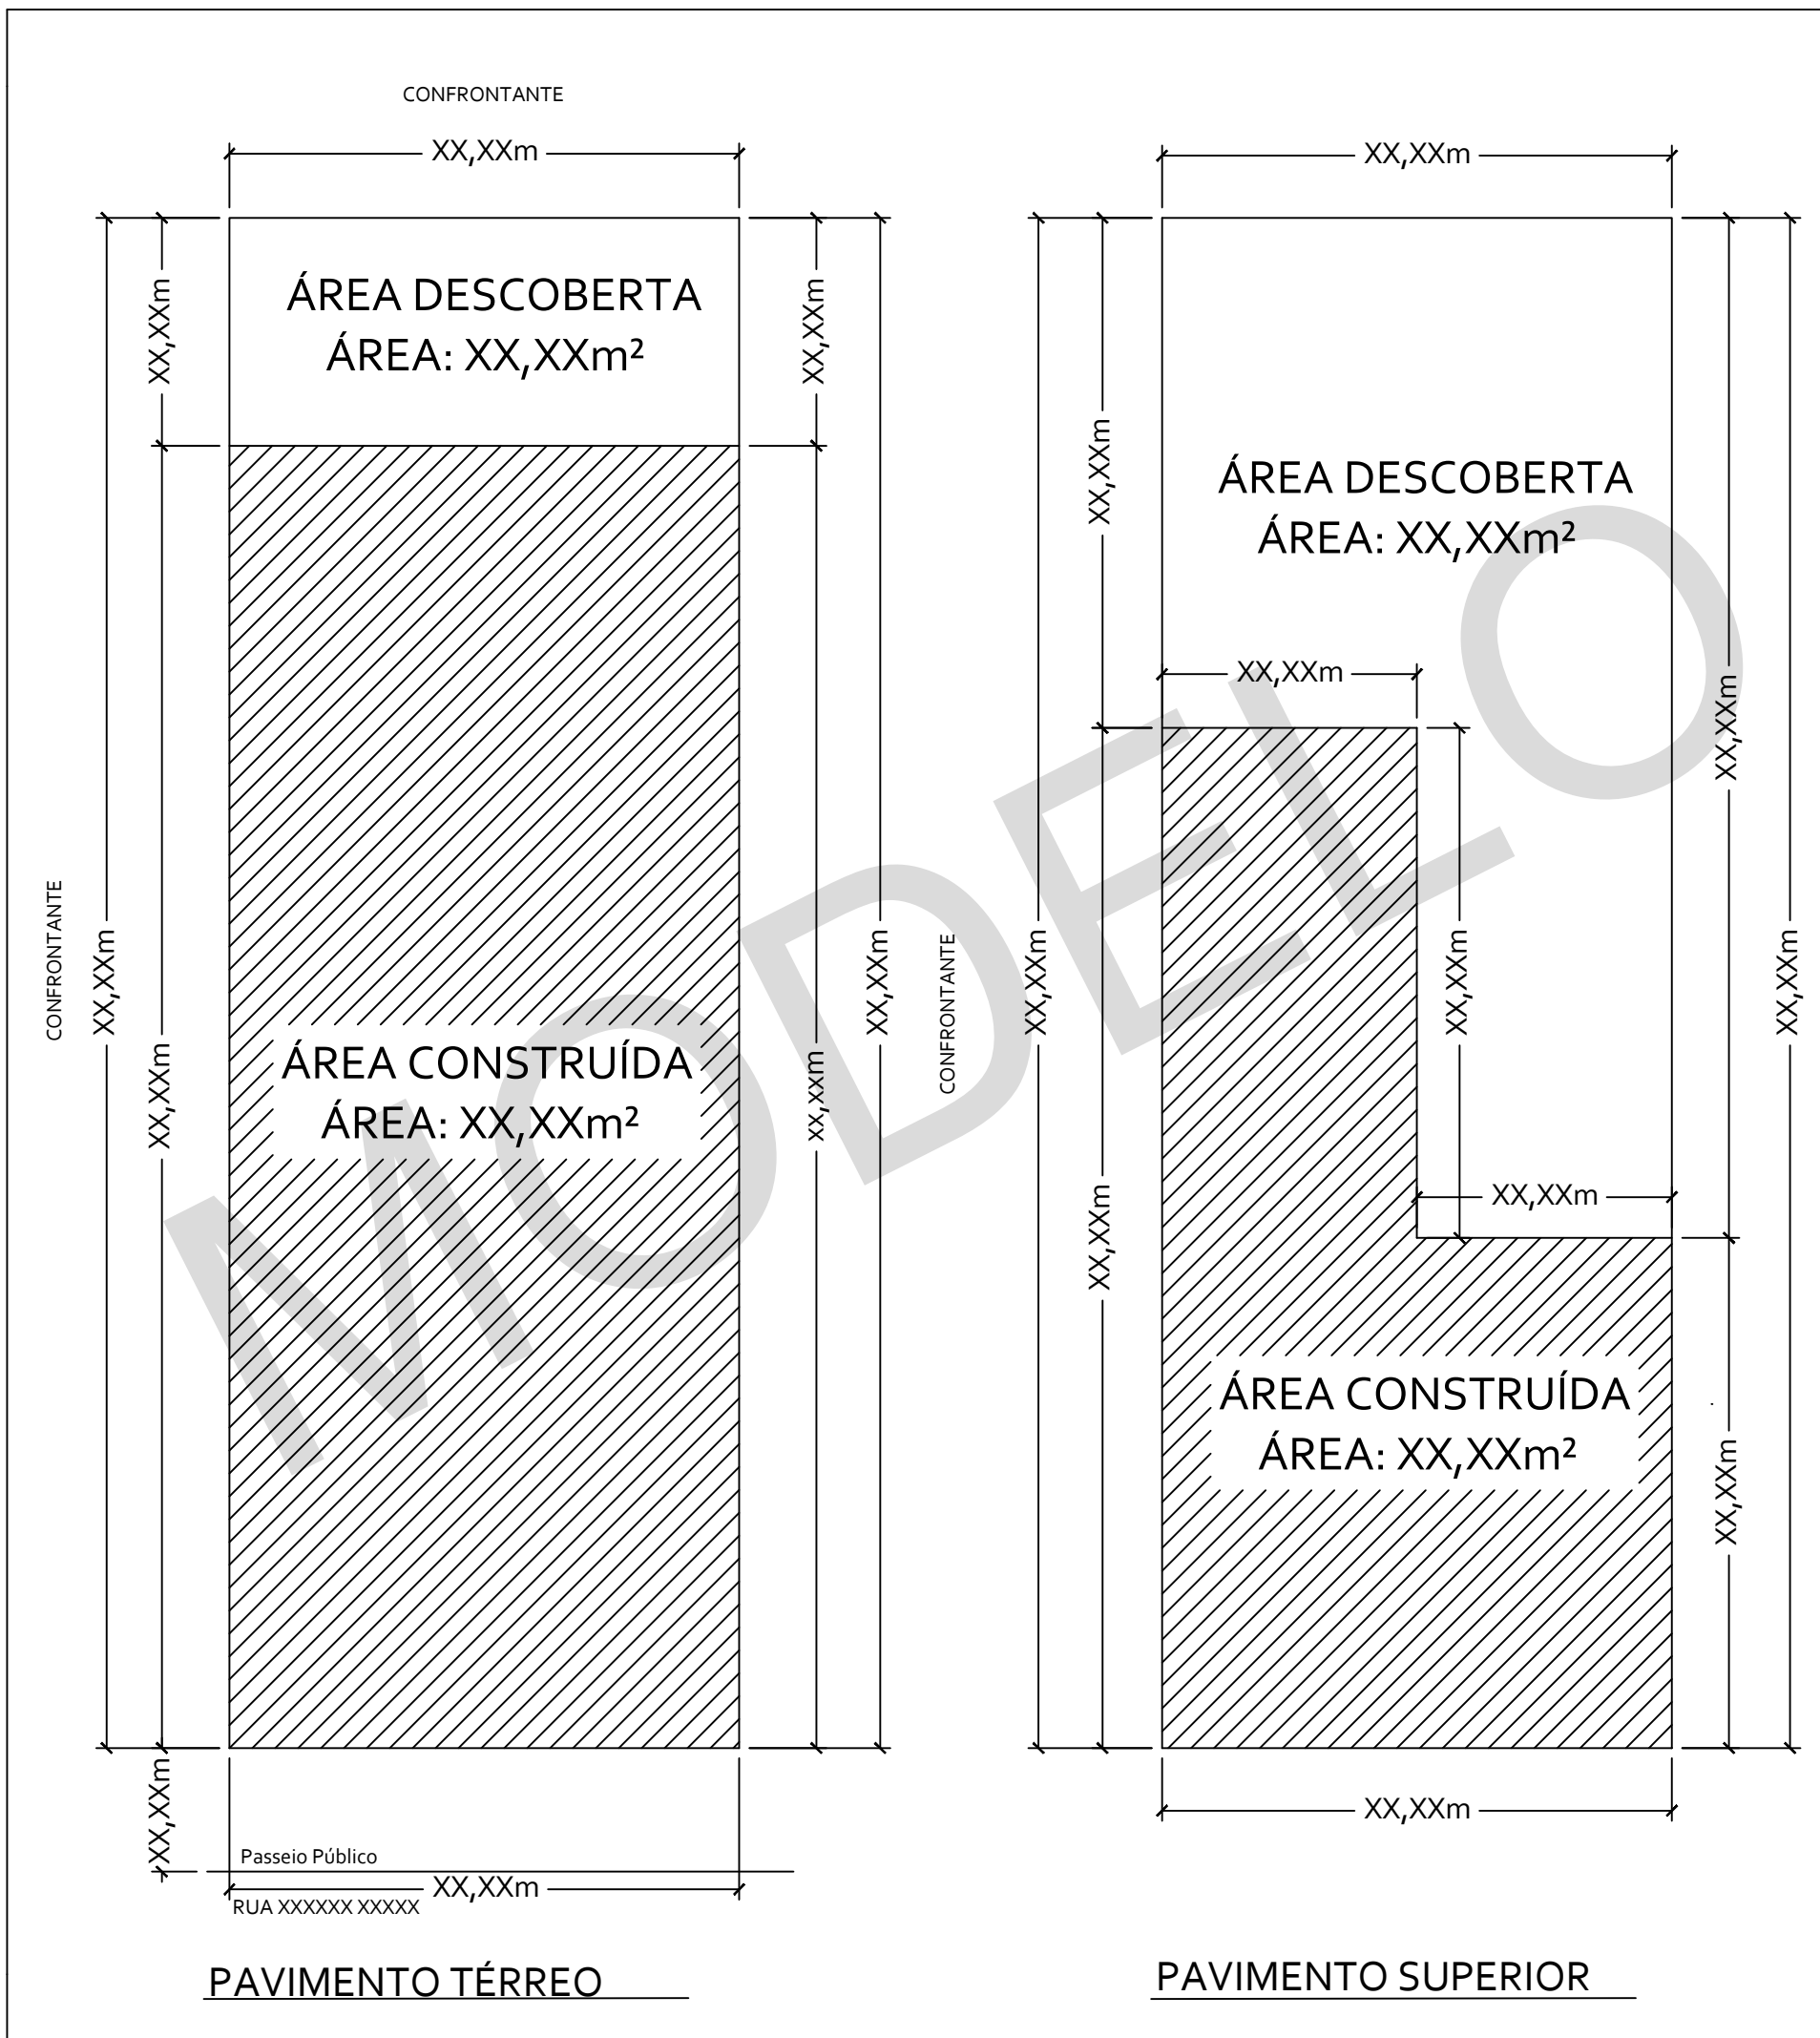 CONFRONTANTE
XX,XXm
XX,XXm
XX,XXm
XX,XXm
ÁREA DESCOBERTA
ÁREA: XX,XXm²
XX,XXm
ÁREA DESCOBERTA
ÁREA: XX,XXm²
XX,XXm
XX,XXm
CONFRONTANTE
XX,XXm
XX,XXm
ÁREA CONSTRUÍDA
ÁREA: XX,XXm²
xx,xxm
XX,XXm
CONFRONTANTE
XX,XXm
XX,XXm
XX,XXm
XX,XXm
XX,XXm
ÁREA CONSTRUÍDA
ÁREA: XX,XXm²
XX,XXm
MODELO
XX,XXm
Passeio Público
XX,XXm
RUA XXXXXX XXXXX
XX,XXm
PAVIMENTO TÉRREO
PAVIMENTO SUPERIOR